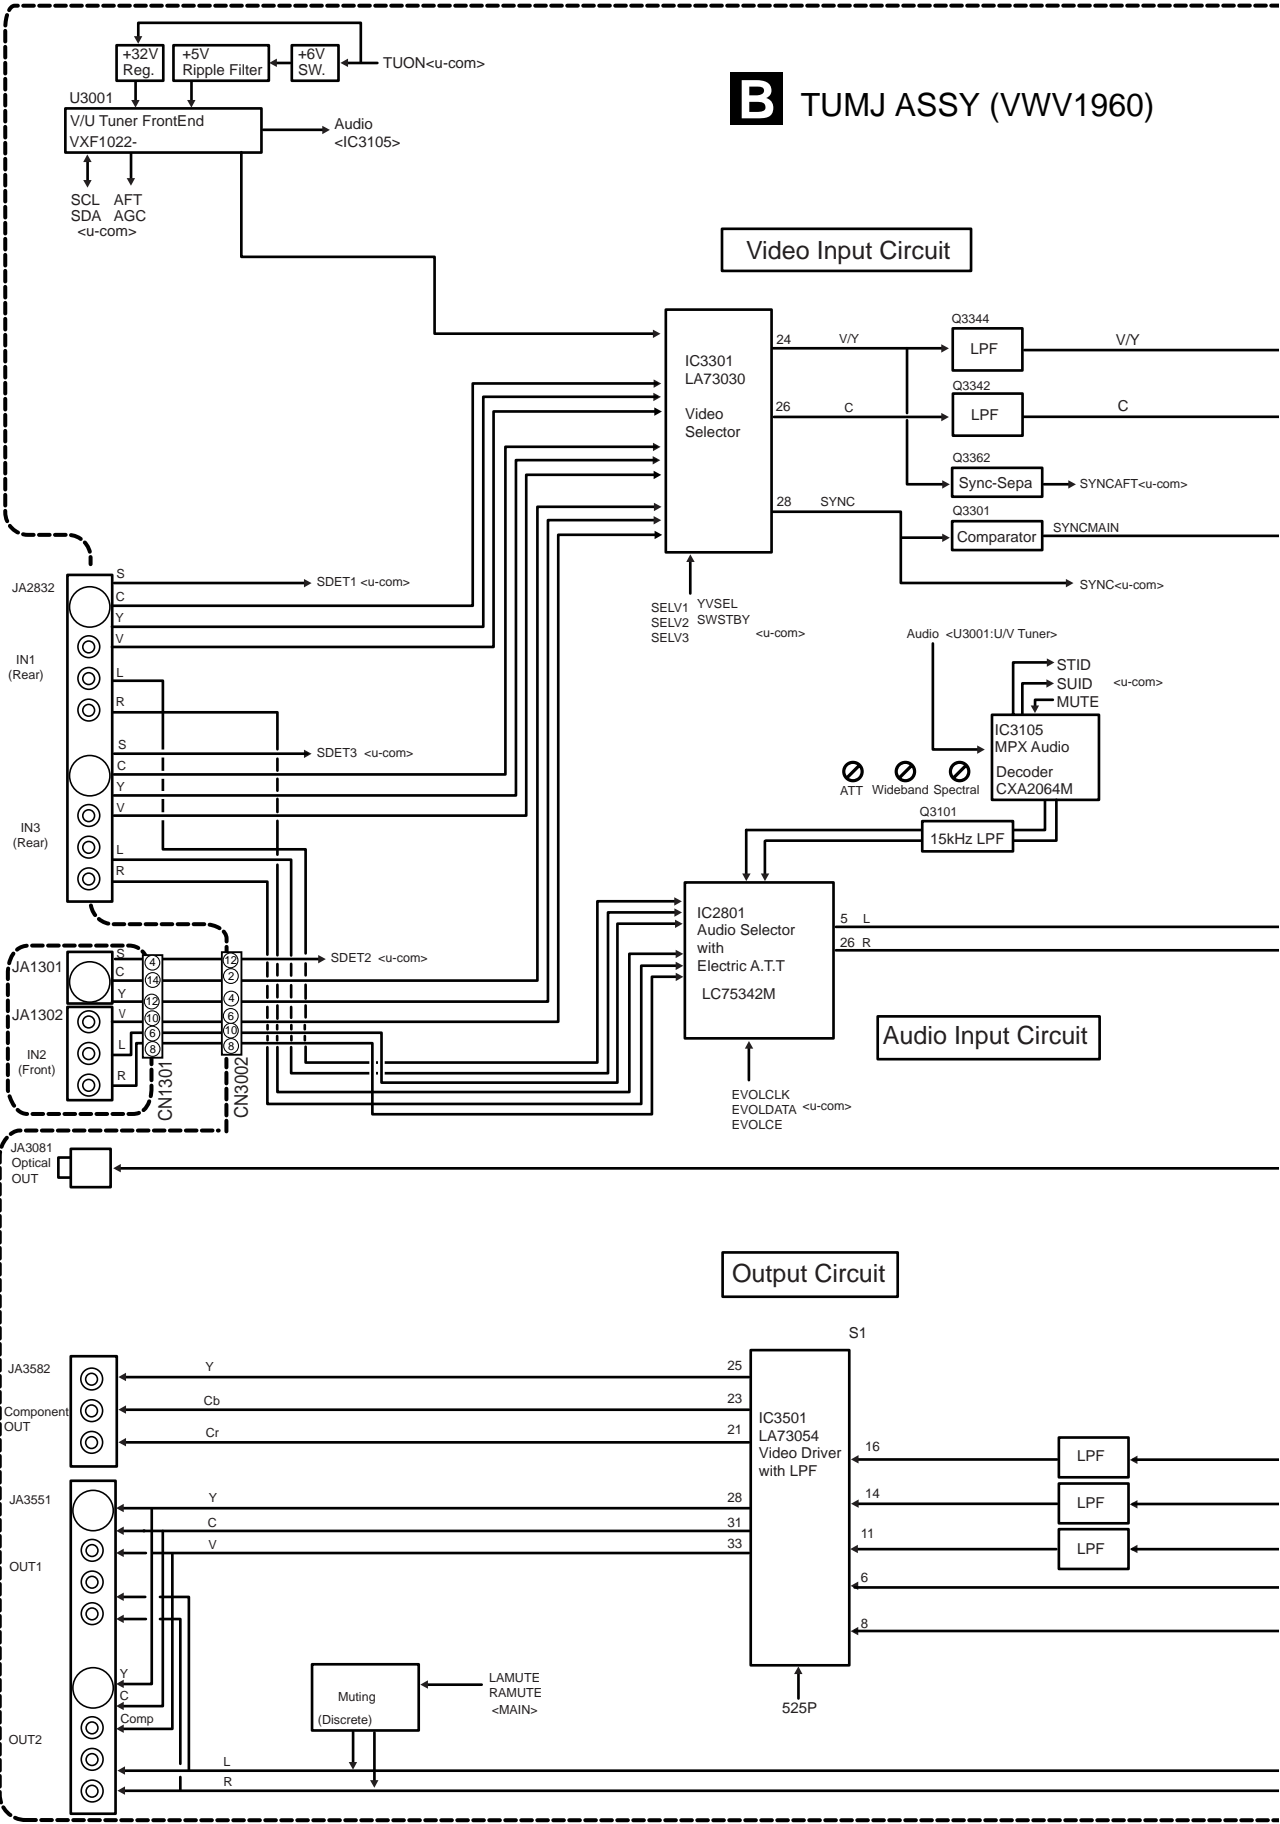 B TUMJ ASSY (VWV1960)
+32V
Reg.
+5V
Ripple Filter
+6V
SW.
TUON<u-com>
U3001
V/U Tuner FrontEnd
VXF1022-
Audio
<IC3105>
SCL AFT
SDA AGC
<u-com>
Video Input Circuit
IC3301
LA73030
Video
Selector
24 V/Y
26 C
28 SYNC
Q3344
LPF
V/Y
Q3342
LPF
C
Q3362
Sync-Sepa
SYNCAFT<u-com>
Q3301
Comparator
SYNCMAIN
SYNC<u-com>
SELV1 YVSEL
SELV2 SWSTBY
SELV3
<u-com>
JA2832
IN1
(Rear)
S
C
Y
V
L
R
SDET1 <u-com>
IN3
(Rear)
S
C
Y
V
L
R
SDET3 <u-com>
Audio <U3001:U/V Tuner>
STID
SUID
MUTE
<u-com>
IC3105
MPX Audio
Decoder
CXA2064M
ATT Wideband Spectral
Q3101
15kHz LPF
IC2801
Audio Selector
with
Electric A.T.T
LC75342M
5 L
26 R
Audio Input Circuit
EVOLCLK
EVOLDATA
EVOLCE
<u-com>
JA1301
JA1302
IN2
(Front)
S
C
Y
V
L
R
4
14
12
10
6
8
CN1301
12
2
4
6
10
8
CN3002
SDET2 <u-com>
JA3081
Optical
OUT
Output Circuit
S1
JA3582
Component
OUT
Y
Cb
Cr
25
23
21
IC3501
LA73054
Video Driver
with LPF
16
14
11
6
8
LPF
LPF
LPF
525P
JA3551
OUT1
Y
C
V
28
31
33
OUT2
Y
C
Comp
L
R
Muting
(Discrete)
LAMUTE
RAMUTE
<MAIN>